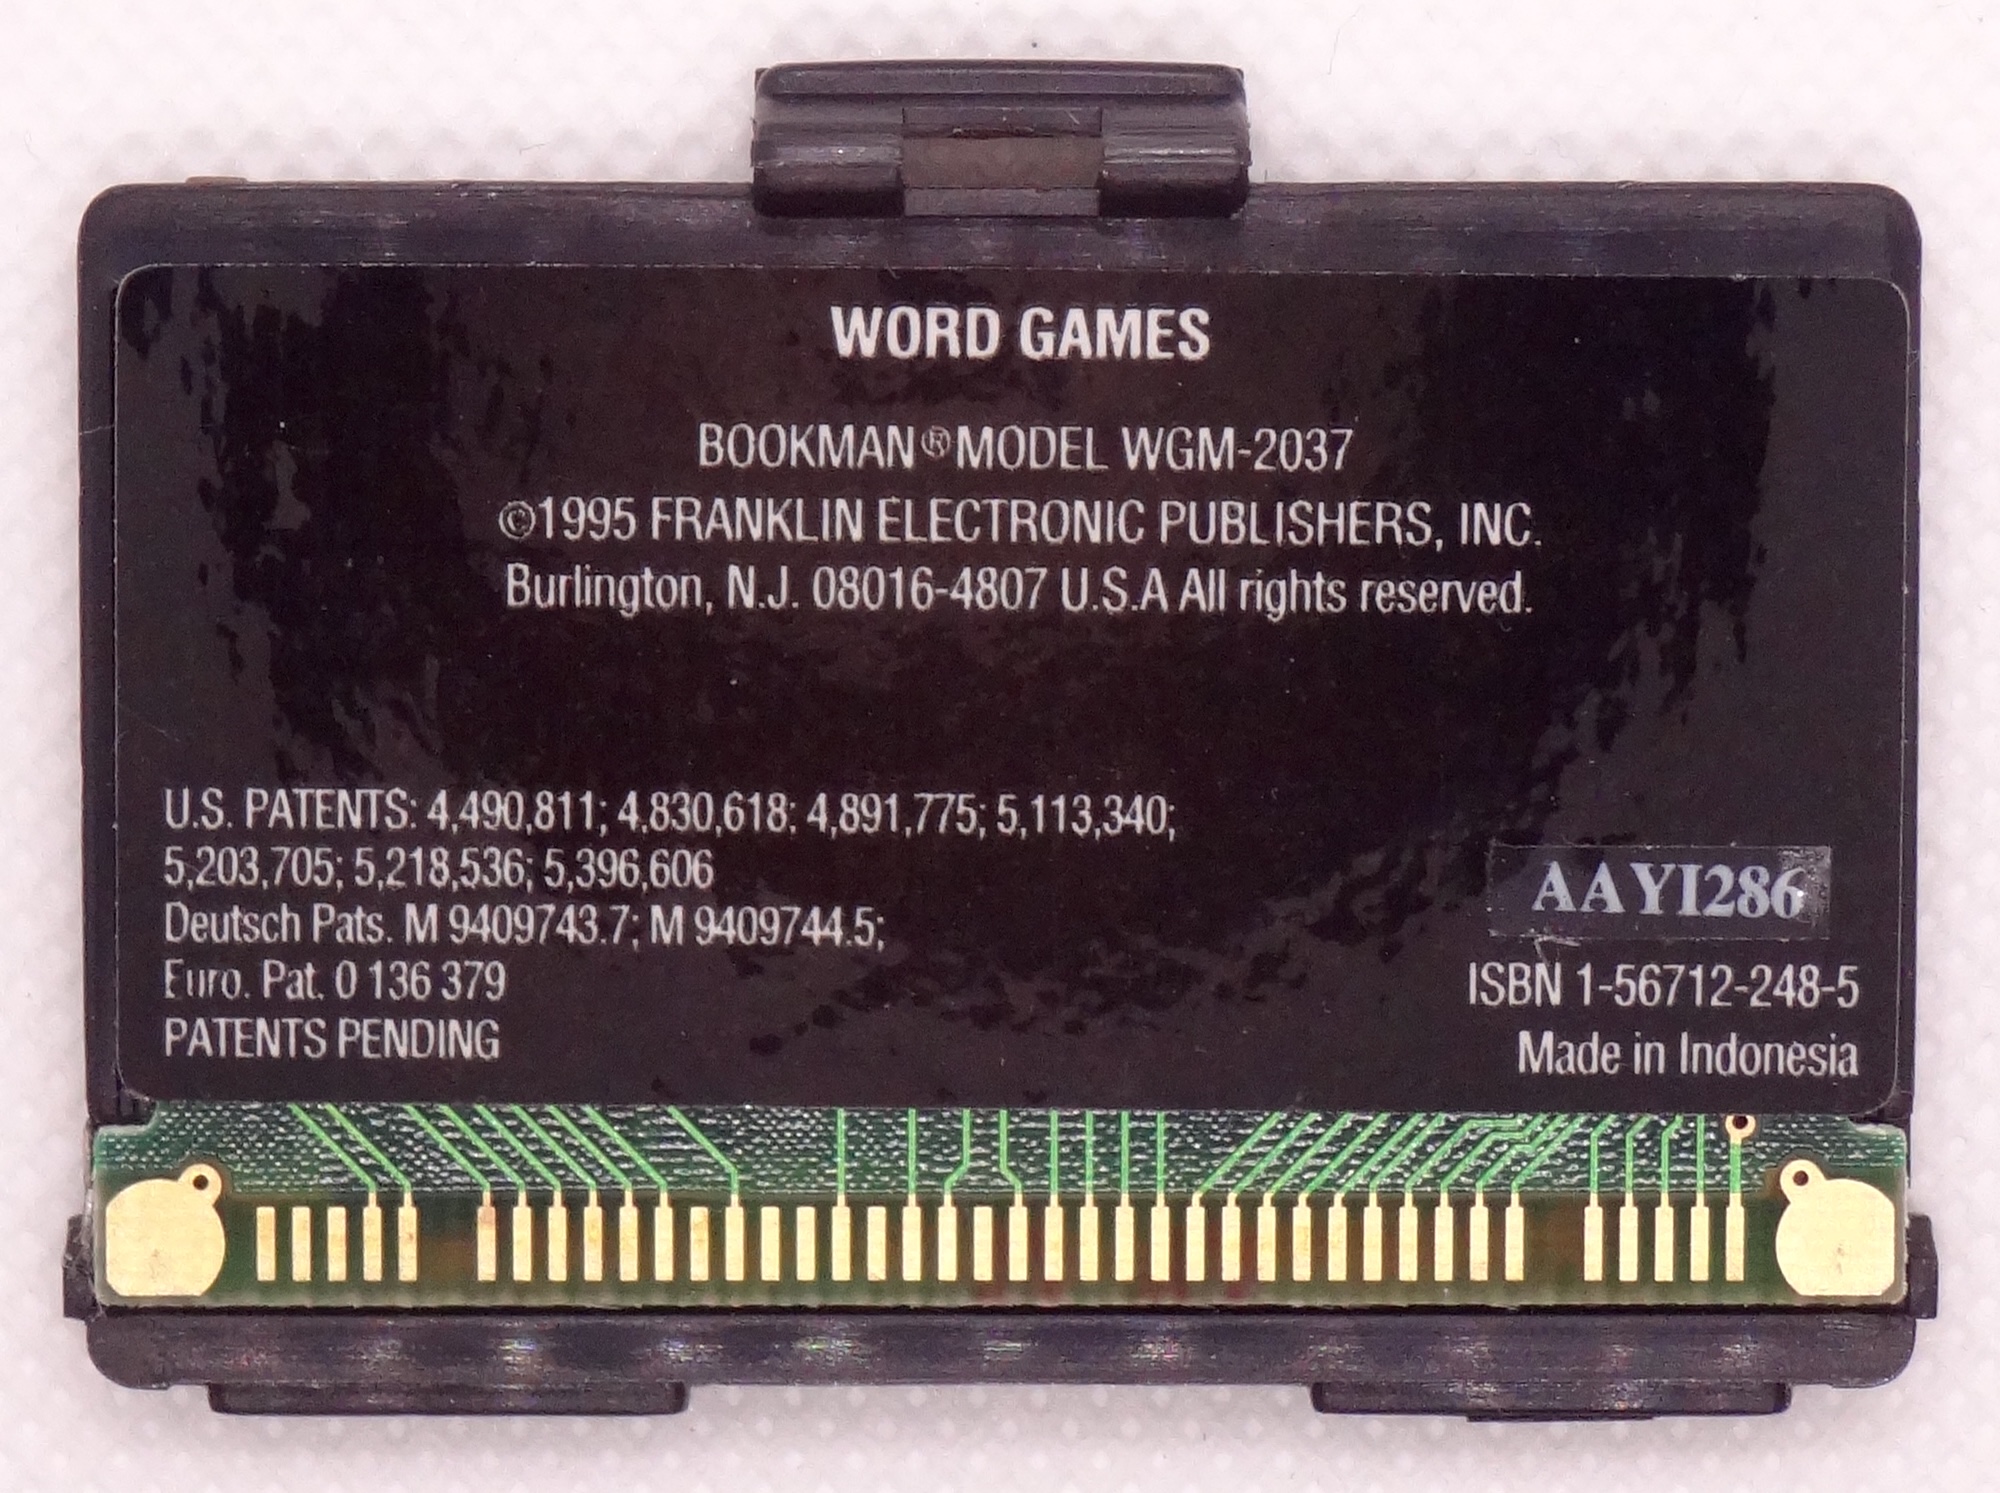 WORD GAMES
BOOKMAN® MODEL WGM-2037
©1995 FRANKLIN ELECTRONIC PUBLISHERS, INC.
Burlington, N.J. 08016-4807 U.S.A All rights reserved.
U.S. PATENTS: 4,490,811; 4,830,618; 4,891,775; 5,113,340;
5,203,705; 5,218,536; 5,396,606
Deutsch Pats. M 9409743.7; M 9409744.5;
Euro. Pat. 0 136 379
PATENTS PENDING
AAYI286
ISBN 1-56712-248-5
Made in Indonesia